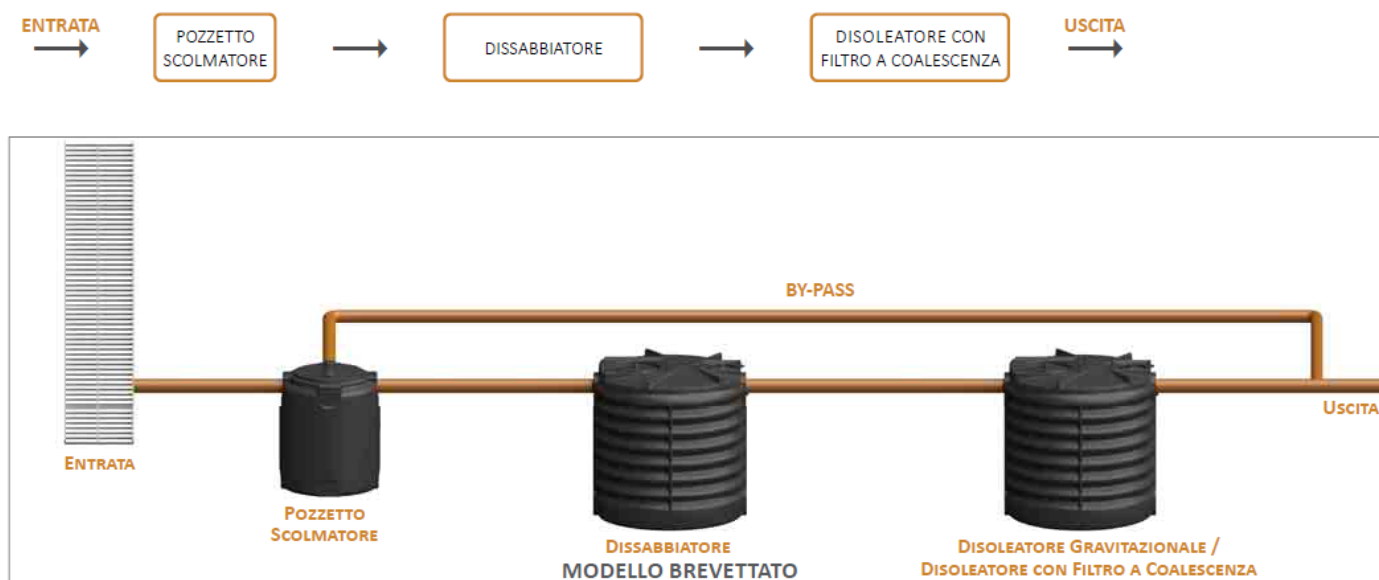 ENTRATA
POZZETTO
SCOLMATORE
DISSABBIATORE
DISOLEATORE CON
FILTRO A COALESCENZA
USCITA
BY-PASS
USCITA
ENTRATA
POZZETTO
SCOLMATORE
DISSABBIATORE
MODELLO BREVETTATO
DISOLEATORE GRAVITAZIONALE /
DISOLEATORE CON FILTRO A COALESCENZA